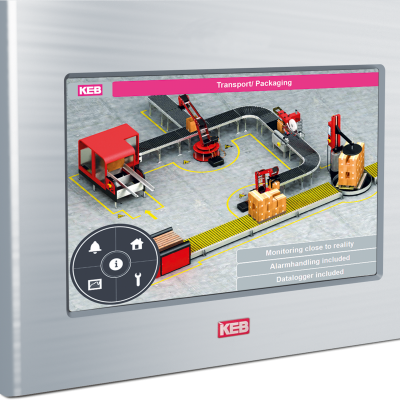 KEB
Transport/ Packaging
Monitoring close to reality
Alarmhandling included
Datalogger included
i
KEB